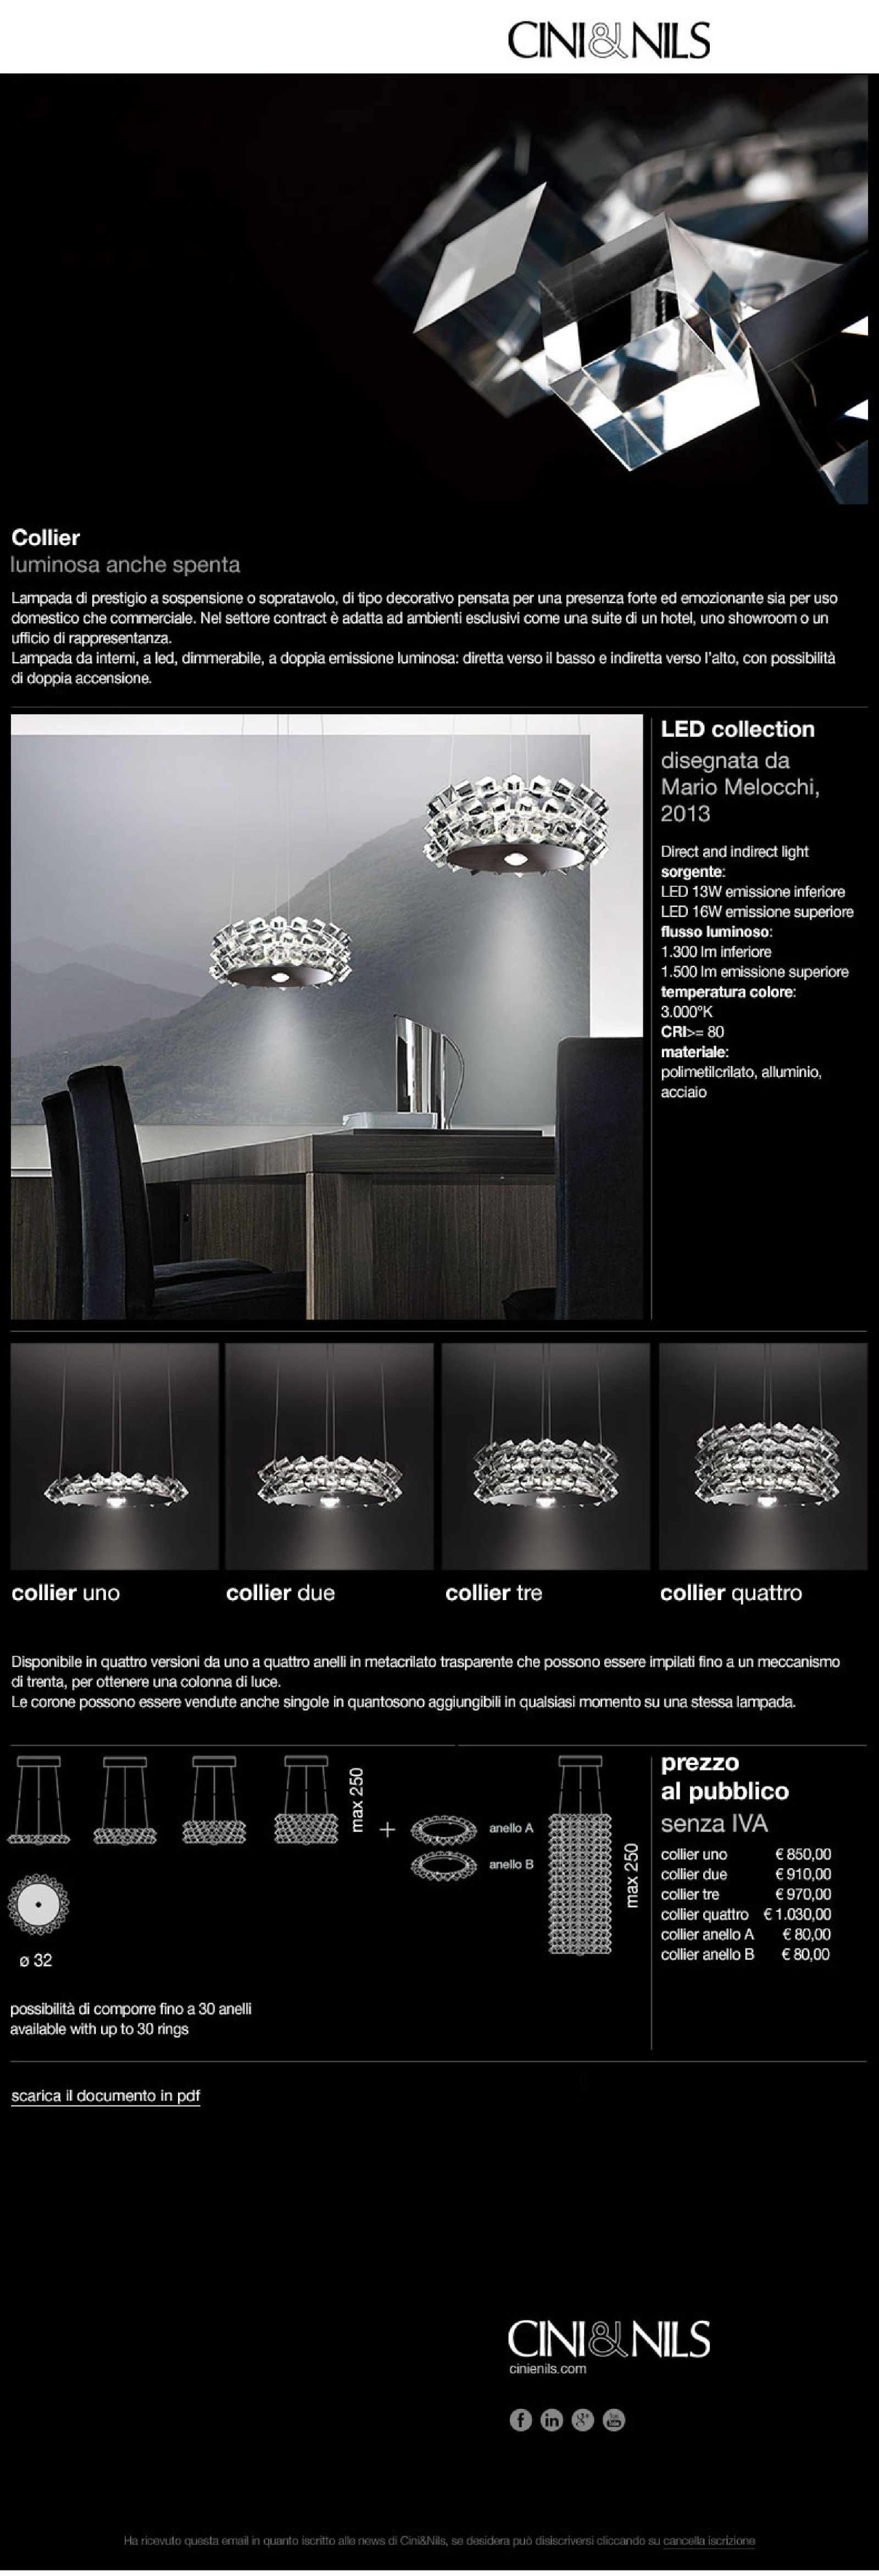 CINI&NILS
Collier
luminosa anche spenta
Lampada di prestigio a sospensione o sopratavolo, di tipo decorativo pensata per una presenza forte ed emozionante sia per uso
domestico che commerciale. Nel settore contract è adatta ad ambienti esclusivi come una suite di un hotel, uno showroom o un
ufficio di rappresentanza.
Lampada da interni, a led, dimmerabile, a doppia emissione luminosa: diretta verso il basso e indiretta verso l'alto, con possibilità
di doppia accensione.
LED collection
disegnata da
Mario Melocchi,
2013
Direct and indirect light
sorgente:
LED 13W emissione inferiore
LED 16W emissione superiore
flusso luminoso:
1.300 lm inferiore
1.500 lm emissione superiore
temperatura colore:
3.000°K
CRI>= 80
materiale:
polimetilcrilato, alluminio,
acciaio
collier uno
collier due
collier tre
collier quattro
Disponibile in quattro versioni da uno a quattro anelli in metacrilato trasparente che possono essere impilati fino a un meccanismo
di trenta, per ottenere una colonna di luce.
Le corone possono essere vendute anche singole in quantosono aggiungibili in qualsiasi momento su una stessa lampada.
max 250
+
anello A
anello B
max 250
ø 32
possibilità di comporre fino a 30 anelli
available with up to 30 rings
prezzo
al pubblico
senza IVA
collier uno € 850,00
collier due € 910,00
collier tre € 970,00
collier quattro € 1.030,00
collier anello A € 80,00
collier anello B € 80,00
scarica il documento in pdf
CINI&NILS
cinienils.com
f in g+ You Tube
Ha ricevuto questa email in quanto iscritto alle news di Cini&Nils, se desidera può disiscriversi cliccando su cancella iscrizione